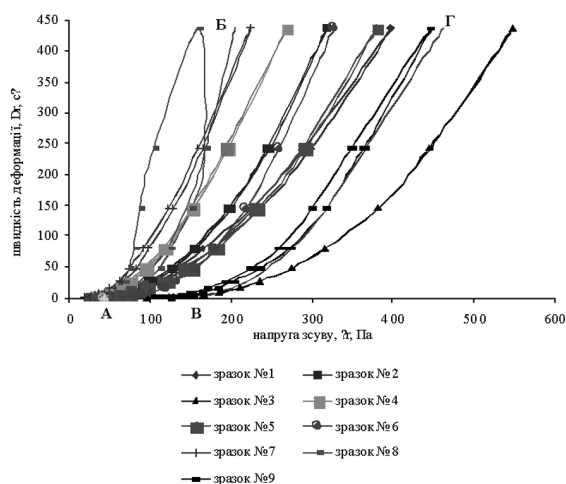 450
400
350
300
250
200
150
100
50
0
швидкість деформації, Dr, с?
Б
Г
А
В
0 100 200 300 400 500 600
напруга зсуву, ?r, Па
зразок №1 зразок №2
зразок №3 зразок №4
зразок №5 зразок №6
зразок №7 зразок №8
зразок №9